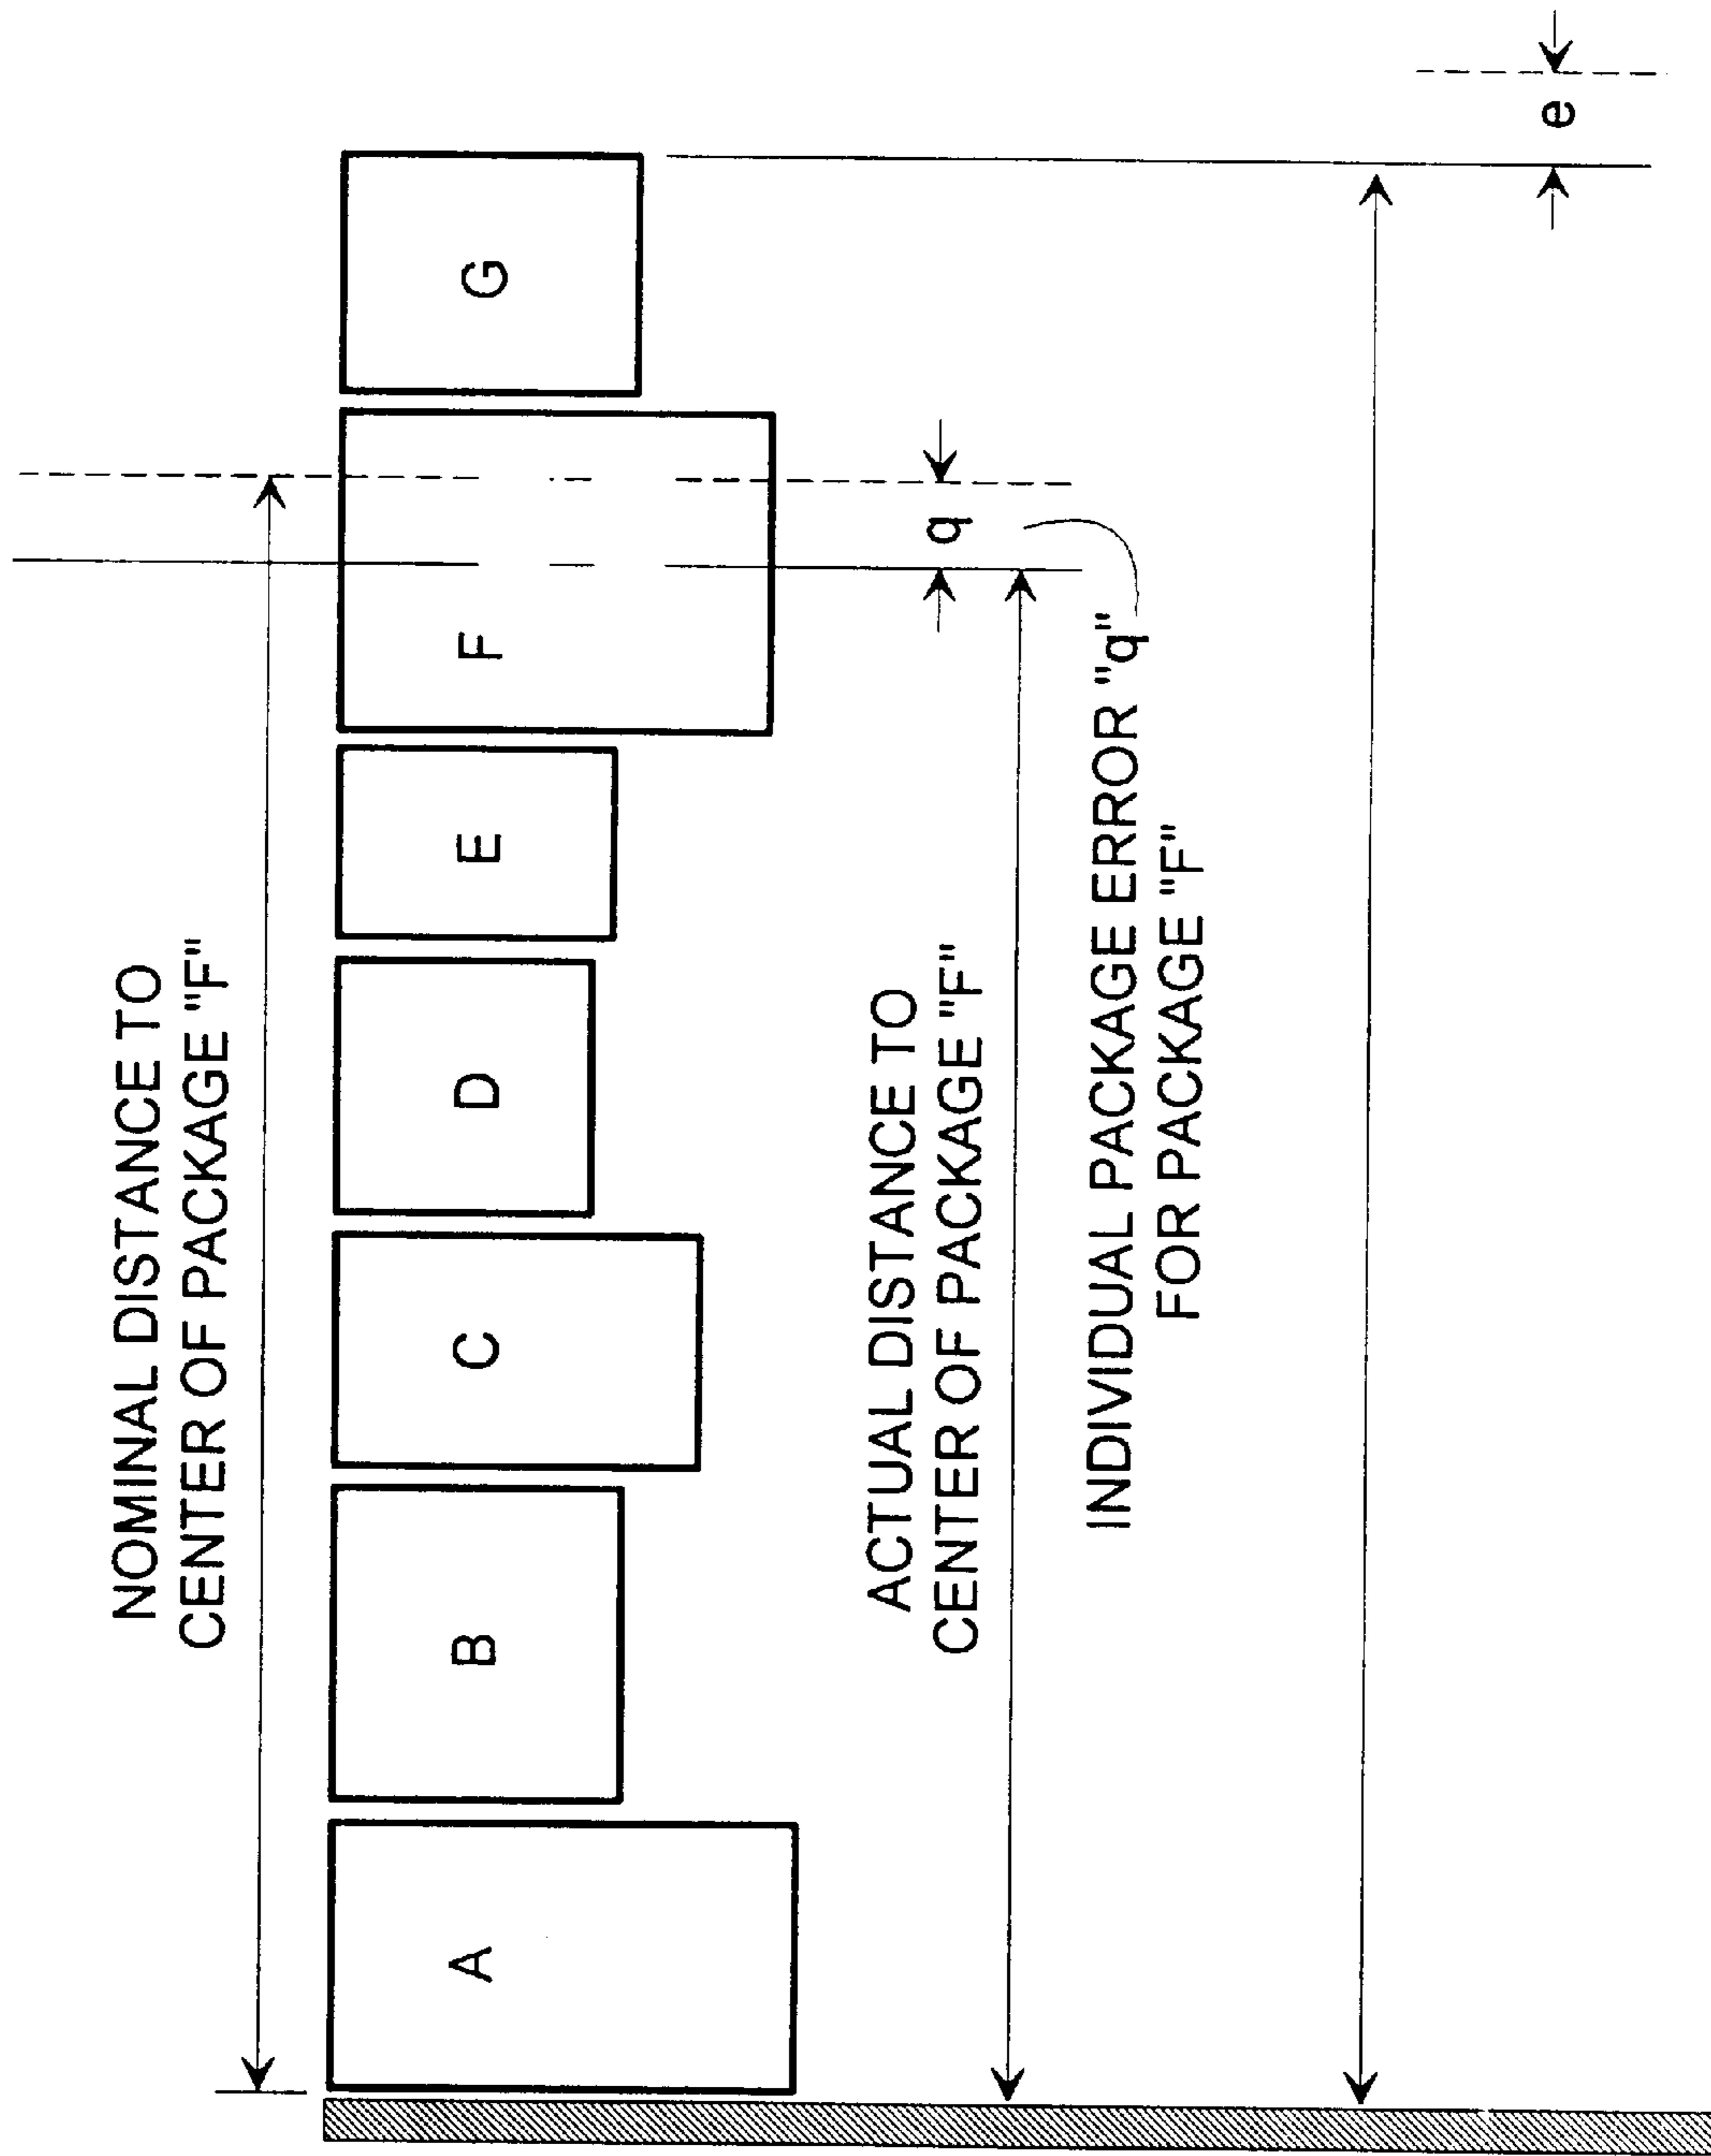 NOMINAL DISTANCE TO
CENTER OF PACKAGE "F"
A
B
C
D
E
F
G
q
ACTUAL DISTANCE TO
CENTER OF PACKAGE "F"
INDIVIDUAL PACKAGE ERROR "q"
FOR PACKAGE "F"
e